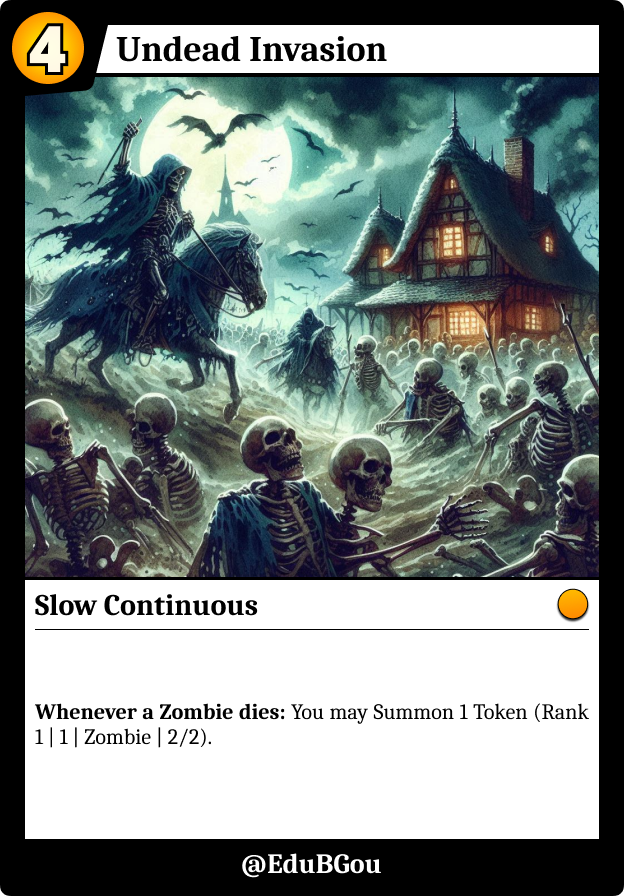 4
Undead Invasion
Slow Continuous
Whenever a Zombie dies: You may Summon 1 Token (Rank
1 | 1 | Zombie | 2/2).
@EduBGou